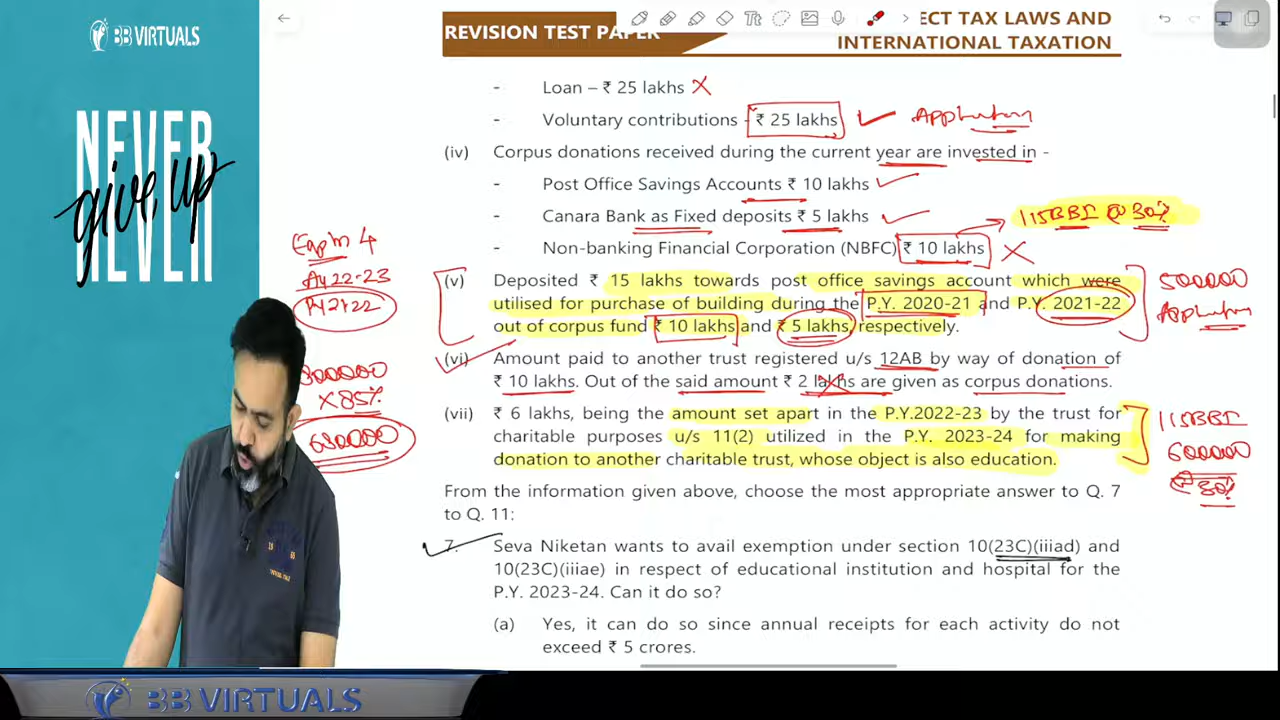 BB VIRTUALS
REVISION TEST PAPER
ECT TAX LAWS AND
INTERNATIONAL TAXATION
NEVER
give up
NEVER
- Loan – ₹ 25 lakhs X
- Voluntary contributions - ₹ 25 lakhs
(iv) Corpus donations received during the current year are invested in -
- Post Office Savings Accounts ₹ 10 lakhs
- Canara Bank as Fixed deposits ₹ 5 lakhs
115BBI @ 30%
- Non-banking Financial Corporation (NBFC) ₹ 10 lakhs X
Expln 4
AY 22-23
PY 21-22
(v) Deposited ₹ 15 lakhs towards post office savings account which were
utilised for purchase of building during the P.Y. 2020-21 and P.Y. 2021-22
out of corpus fund ₹ 10 lakhs and ₹ 5 lakhs, respectively.
500000
(vi) Amount paid to another trust registered u/s 12AB by way of donation of
₹ 10 lakhs. Out of the said amount ₹ 2 lakhs are given as corpus donations.
800000
X 85%
680000
(vii) ₹ 6 lakhs, being the amount set apart in the P.Y.2022-23 by the trust for
charitable purposes u/s 11(2) utilized in the P.Y. 2023-24 for making
donation to another charitable trust, whose object is also education.
115BBI
600000
@ 30%
From the information given above, choose the most appropriate answer to Q. 7
to Q. 11:
7. Seva Niketan wants to avail exemption under section 10(23C)(iiiad) and
10(23C)(iiiae) in respect of educational institution and hospital for the
P.Y. 2023-24. Can it do so?
(a) Yes, it can do so since annual receipts for each activity do not
exceed ₹ 5 crores.
BB VIRTUALS